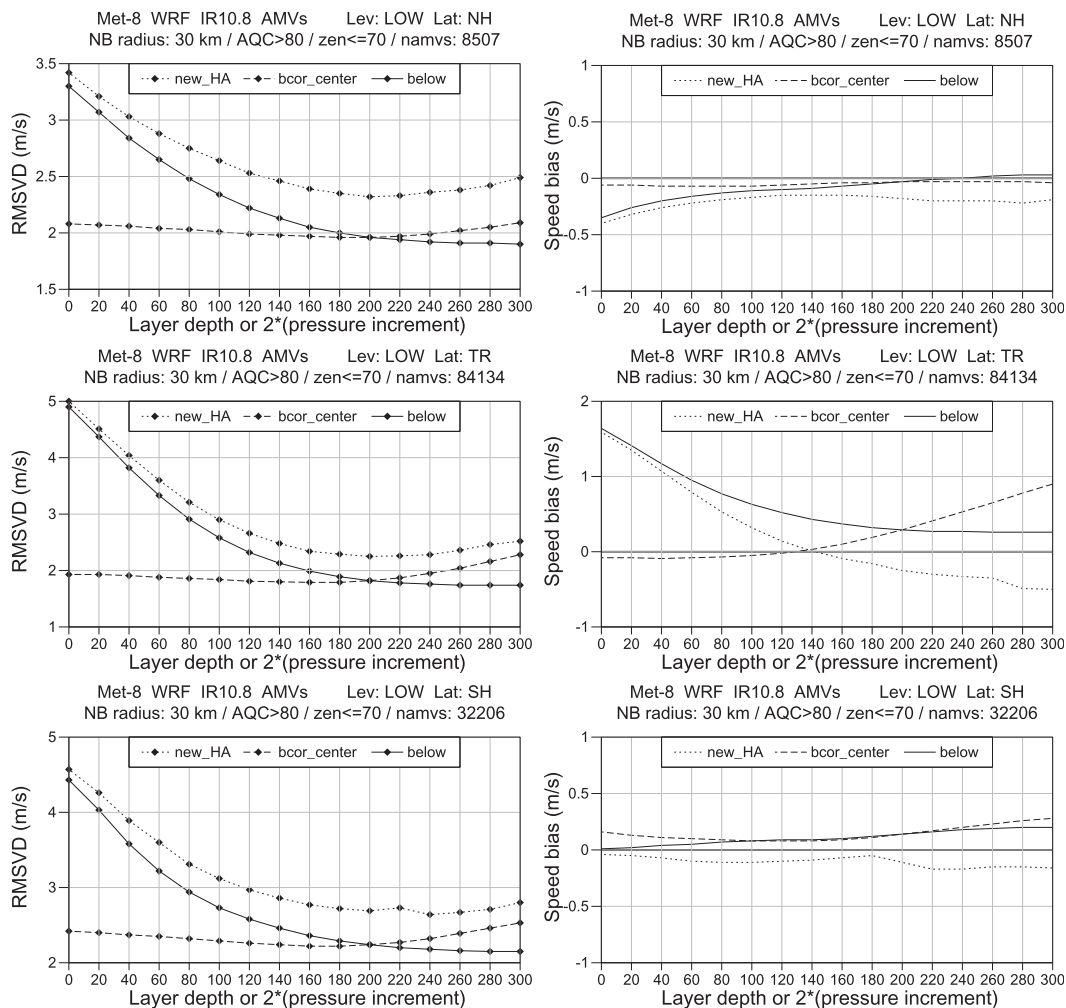 Met-8 WRF IR10.8 AMVs Lev: LOW Lat: NH
NB radius: 30 km / AQC>80 / zen<=70 / namvs: 8507
new_HA bcor_center below
RMSVD (m/s)
3.5
3
2.5
2
1.5
0 20 40 60 80 100 120 140 160 180 200 220 240 260 280 300
Layer depth or 2*(pressure increment)
Met-8 WRF IR10.8 AMVs Lev: LOW Lat: NH
NB radius: 30 km / AQC>80 / zen<=70 / namvs: 8507
new_HA bcor_center below
Speed bias (m/s)
1
0.5
0
-0.5
-1
0 20 40 60 80 100 120 140 160 180 200 220 240 260 280 300
Layer depth or 2*(pressure increment)
Met-8 WRF IR10.8 AMVs Lev: LOW Lat: TR
NB radius: 30 km / AQC>80 / zen<=70 / namvs: 84134
new_HA bcor_center below
RMSVD (m/s)
5
4
3
2
1
0 20 40 60 80 100 120 140 160 180 200 220 240 260 280 300
Layer depth or 2*(pressure increment)
Met-8 WRF IR10.8 AMVs Lev: LOW Lat: TR
NB radius: 30 km / AQC>80 / zen<=70 / namvs: 84134
new_HA bcor_center below
Speed bias (m/s)
2
1
0
-1
0 20 40 60 80 100 120 140 160 180 200 220 240 260 280 300
Layer depth or 2*(pressure increment)
Met-8 WRF IR10.8 AMVs Lev: LOW Lat: SH
NB radius: 30 km / AQC>80 / zen<=70 / namvs: 32206
new_HA bcor_center below
RMSVD (m/s)
5
4
3
2
0 20 40 60 80 100 120 140 160 180 200 220 240 260 280 300
Layer depth or 2*(pressure increment)
Met-8 WRF IR10.8 AMVs Lev: LOW Lat: SH
NB radius: 30 km / AQC>80 / zen<=70 / namvs: 32206
new_HA bcor_center below
Speed bias (m/s)
1
0.5
0
-0.5
-1
0 20 40 60 80 100 120 140 160 180 200 220 240 260 280 300
Layer depth or 2*(pressure increment)